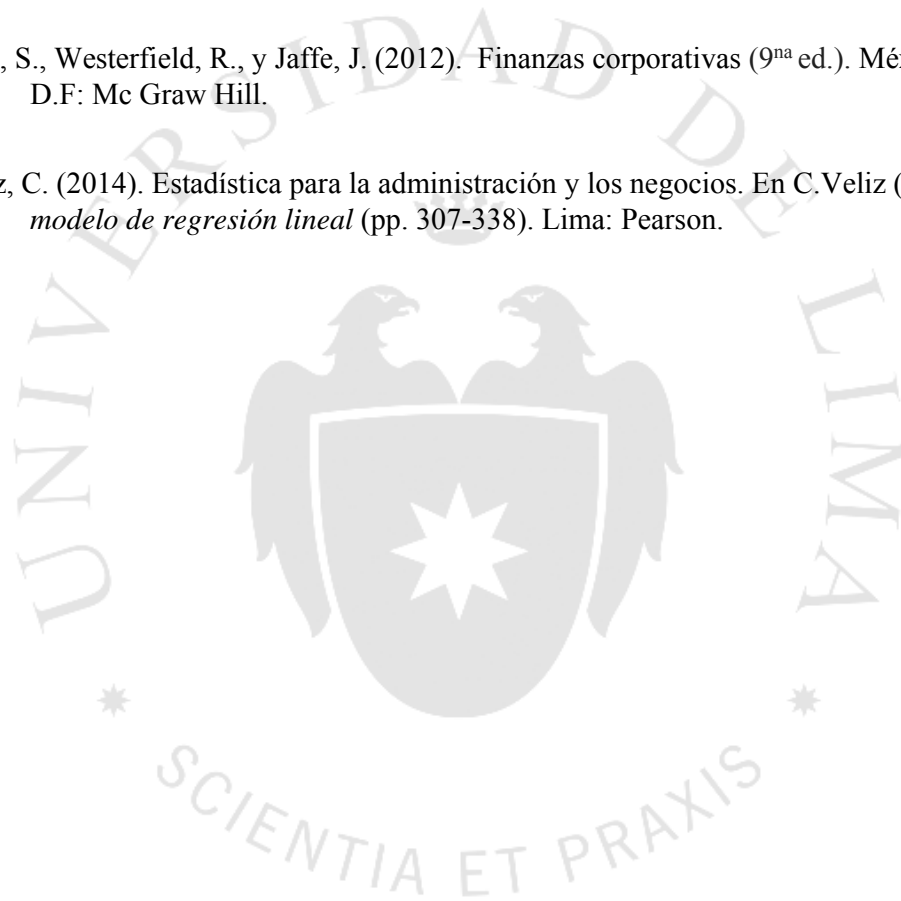 , S., Westerfield, R., y Jaffe, J. (2012). Finanzas corporativas (9na ed.). Mé
D.F: Mc Graw Hill.
z, C. (2014). Estadística para la administración y los negocios. En C.Veliz (
modelo de regresión lineal (pp. 307-338). Lima: Pearson.
UNIVERSIDAD DE LIMA
SCIENTIA ET PRAXIS